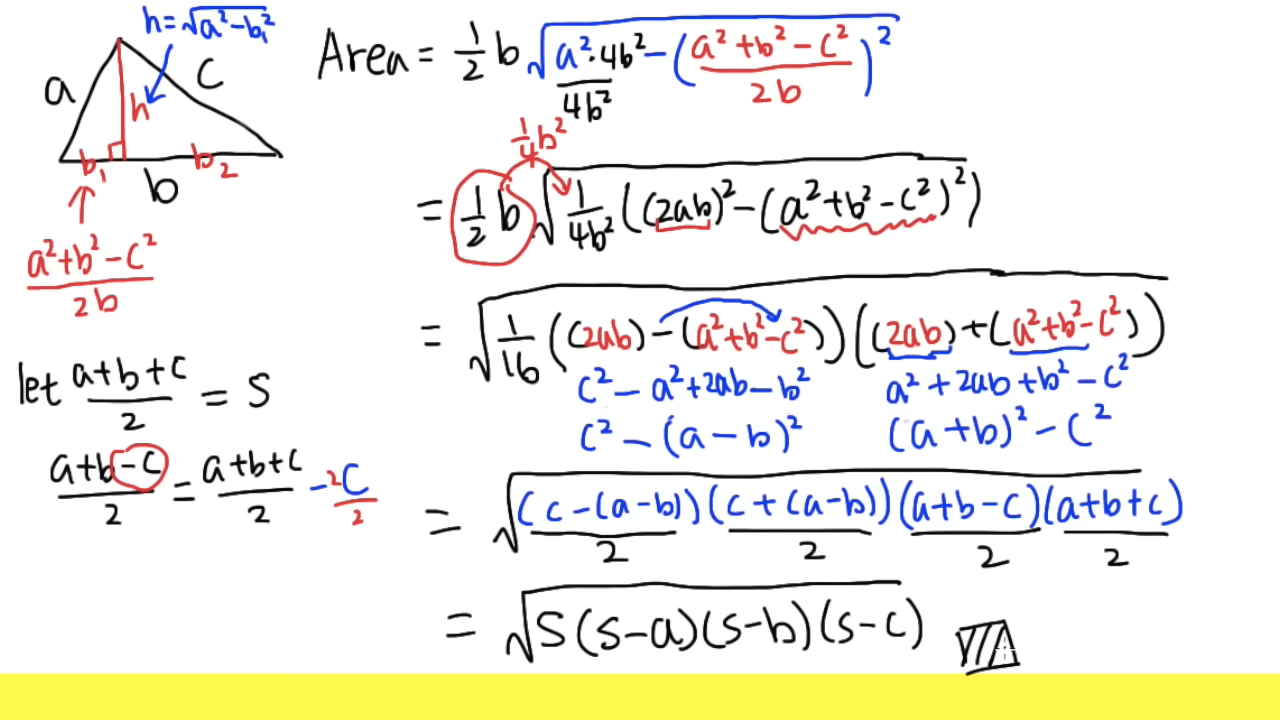 h = √(a² − b₁²)
a
c
h
b₁
b₂
b
(a² + b² − c²)/(2b)
let (a+b+c)/2 = S
(a+b−c)/2 = (a+b+c)/2 − 2c/2
Area = 1/2 b √((a²·4b²)/(4b²) − ((a² + b² − c²)/(2b))²)
1/4 b²
= 1/2 b √(1/(4b²) ((2ab)² − (a² + b² − c²)²))
= √(1/16 ((2ab) − (a² + b² − c²))((2ab) + (a² + b² − c²)))
c² − a² + 2ab − b² a² + 2ab + b² − c²
c² − (a − b)² (a + b)² − c²
= √((c − (a−b))/2 (c + (a−b))/2 (a+b−c)/2 (a+b+c)/2)
= √(S(S−a)(S−b)(S−c))